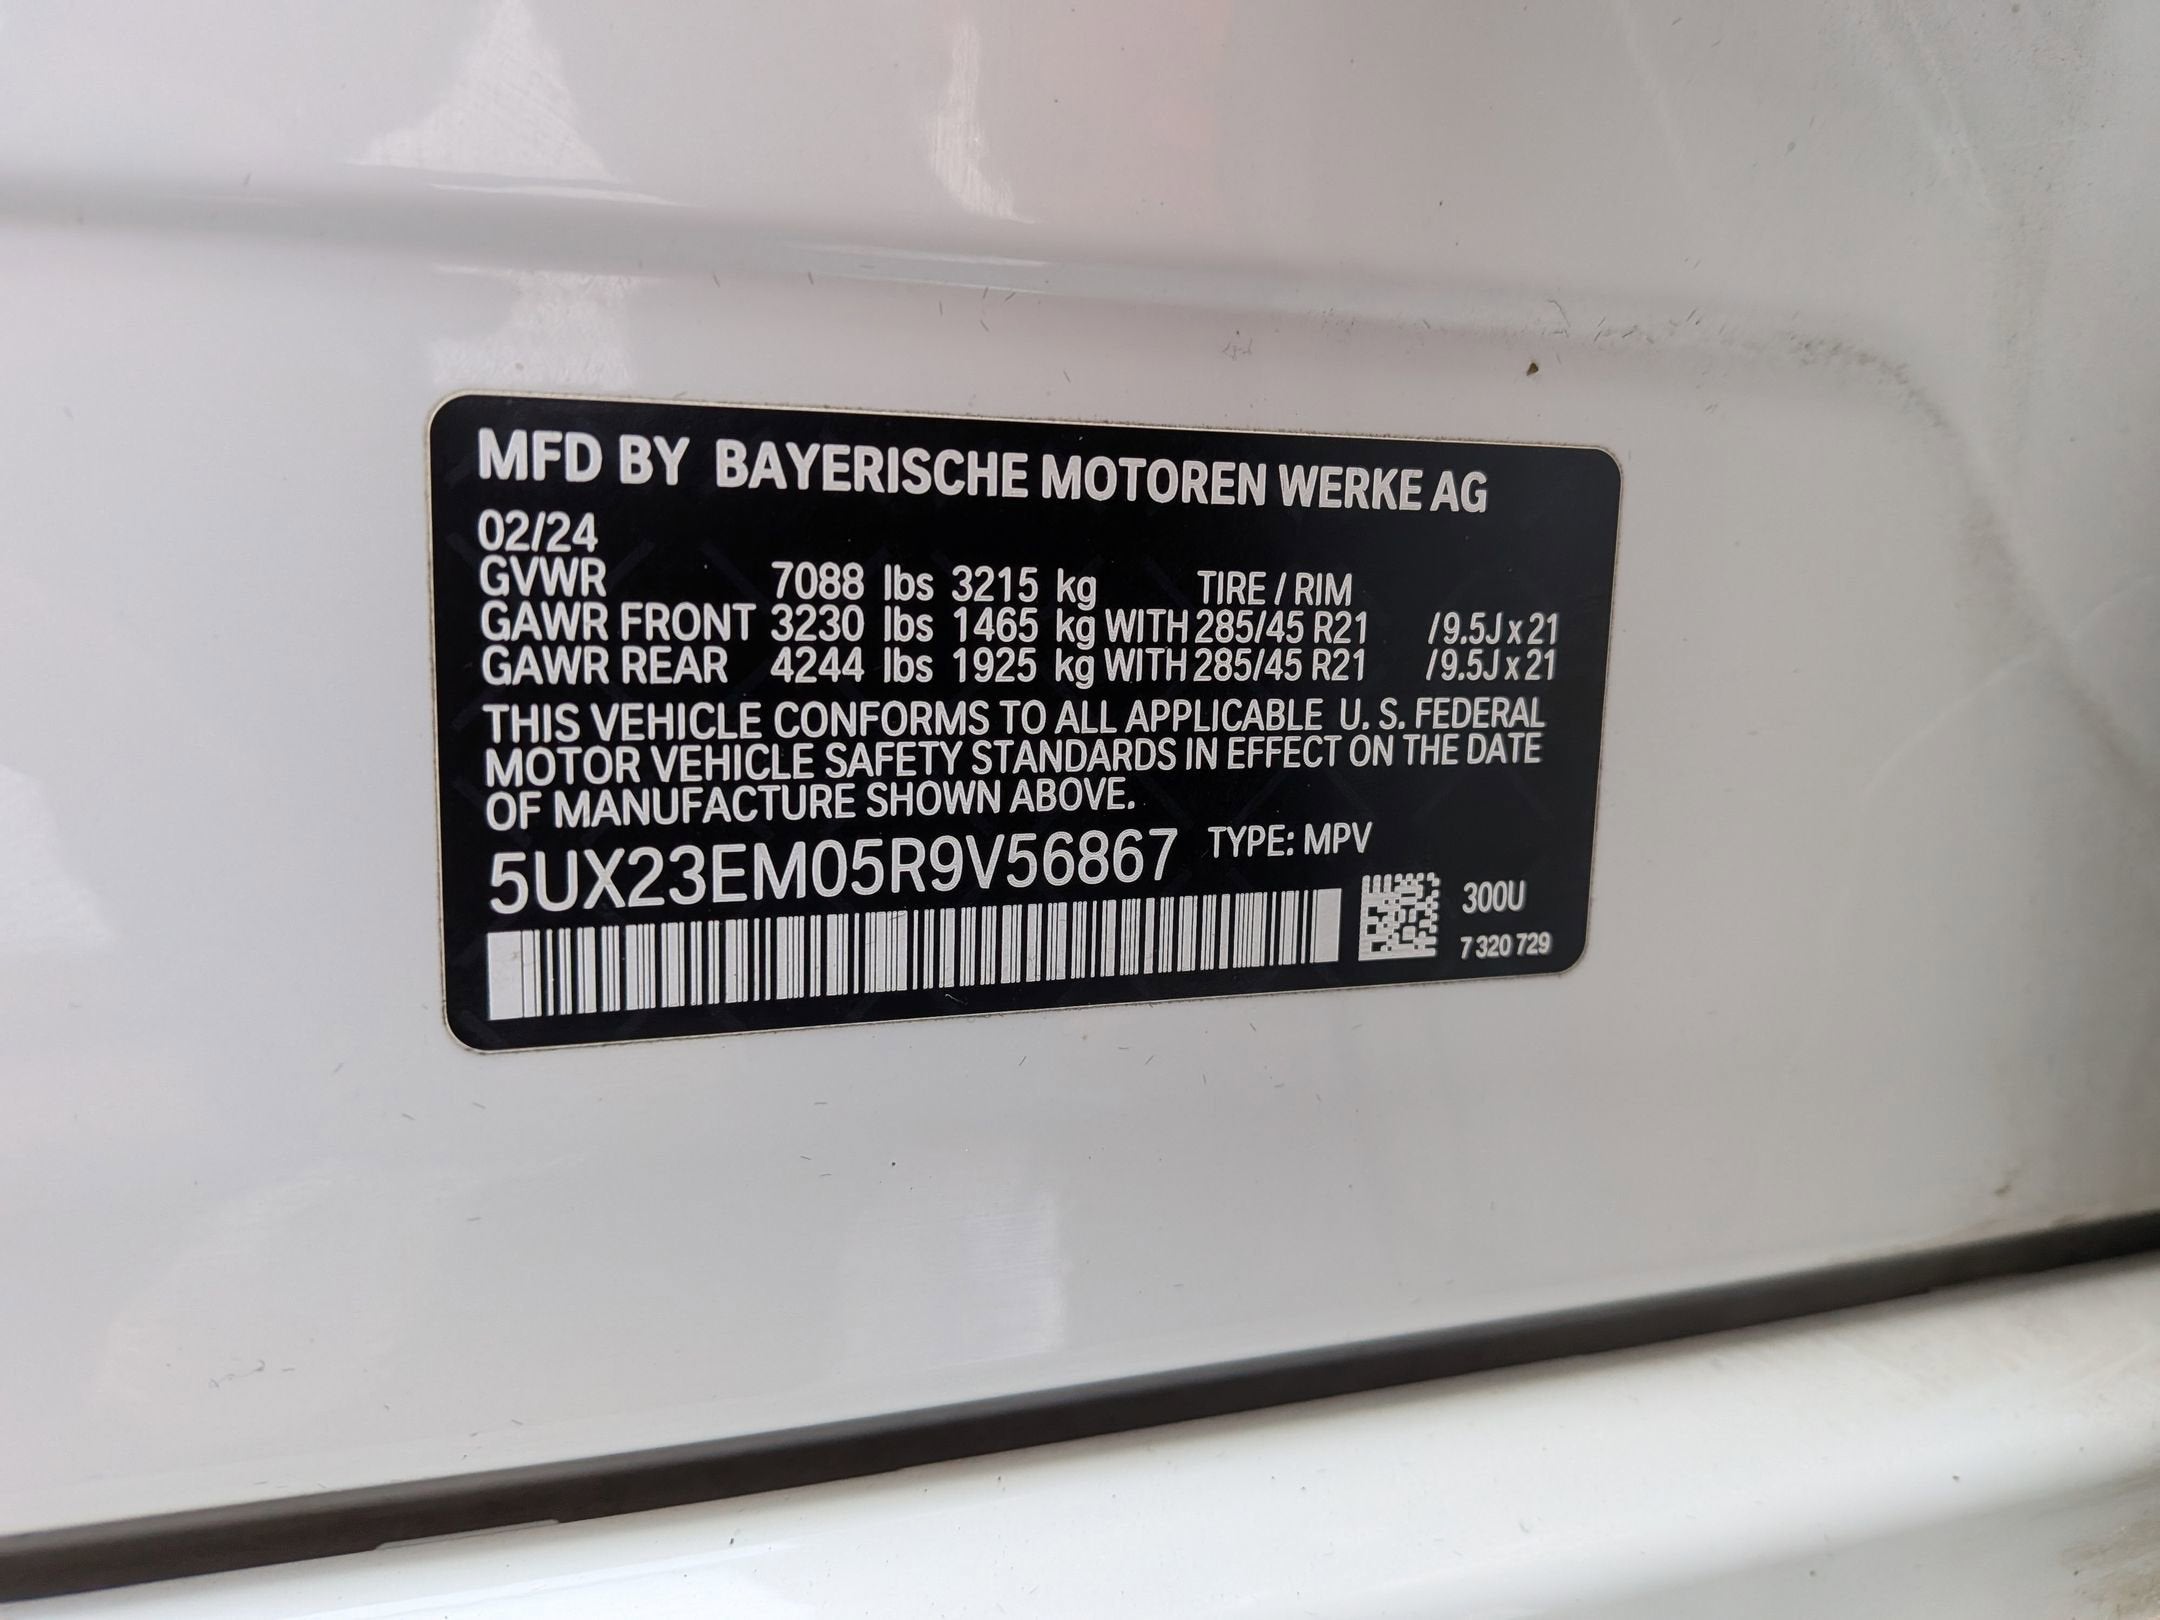 MFD BY BAYERISCHE MOTOREN WERKE AG
02/24
GVWR 7088 lbs 3215 kg TIRE / RIM
GAWR FRONT 3230 lbs 1465 kg WITH 285/45 R21 /9.5J x 21
GAWR REAR 4244 lbs 1925 kg WITH 285/45 R21 /9.5J x 21
THIS VEHICLE CONFORMS TO ALL APPLICABLE U. S. FEDERAL
MOTOR VEHICLE SAFETY STANDARDS IN EFFECT ON THE DATE
OF MANUFACTURE SHOWN ABOVE.
5UX23EM05R9V56867 TYPE: MPV
300U
7 320 729